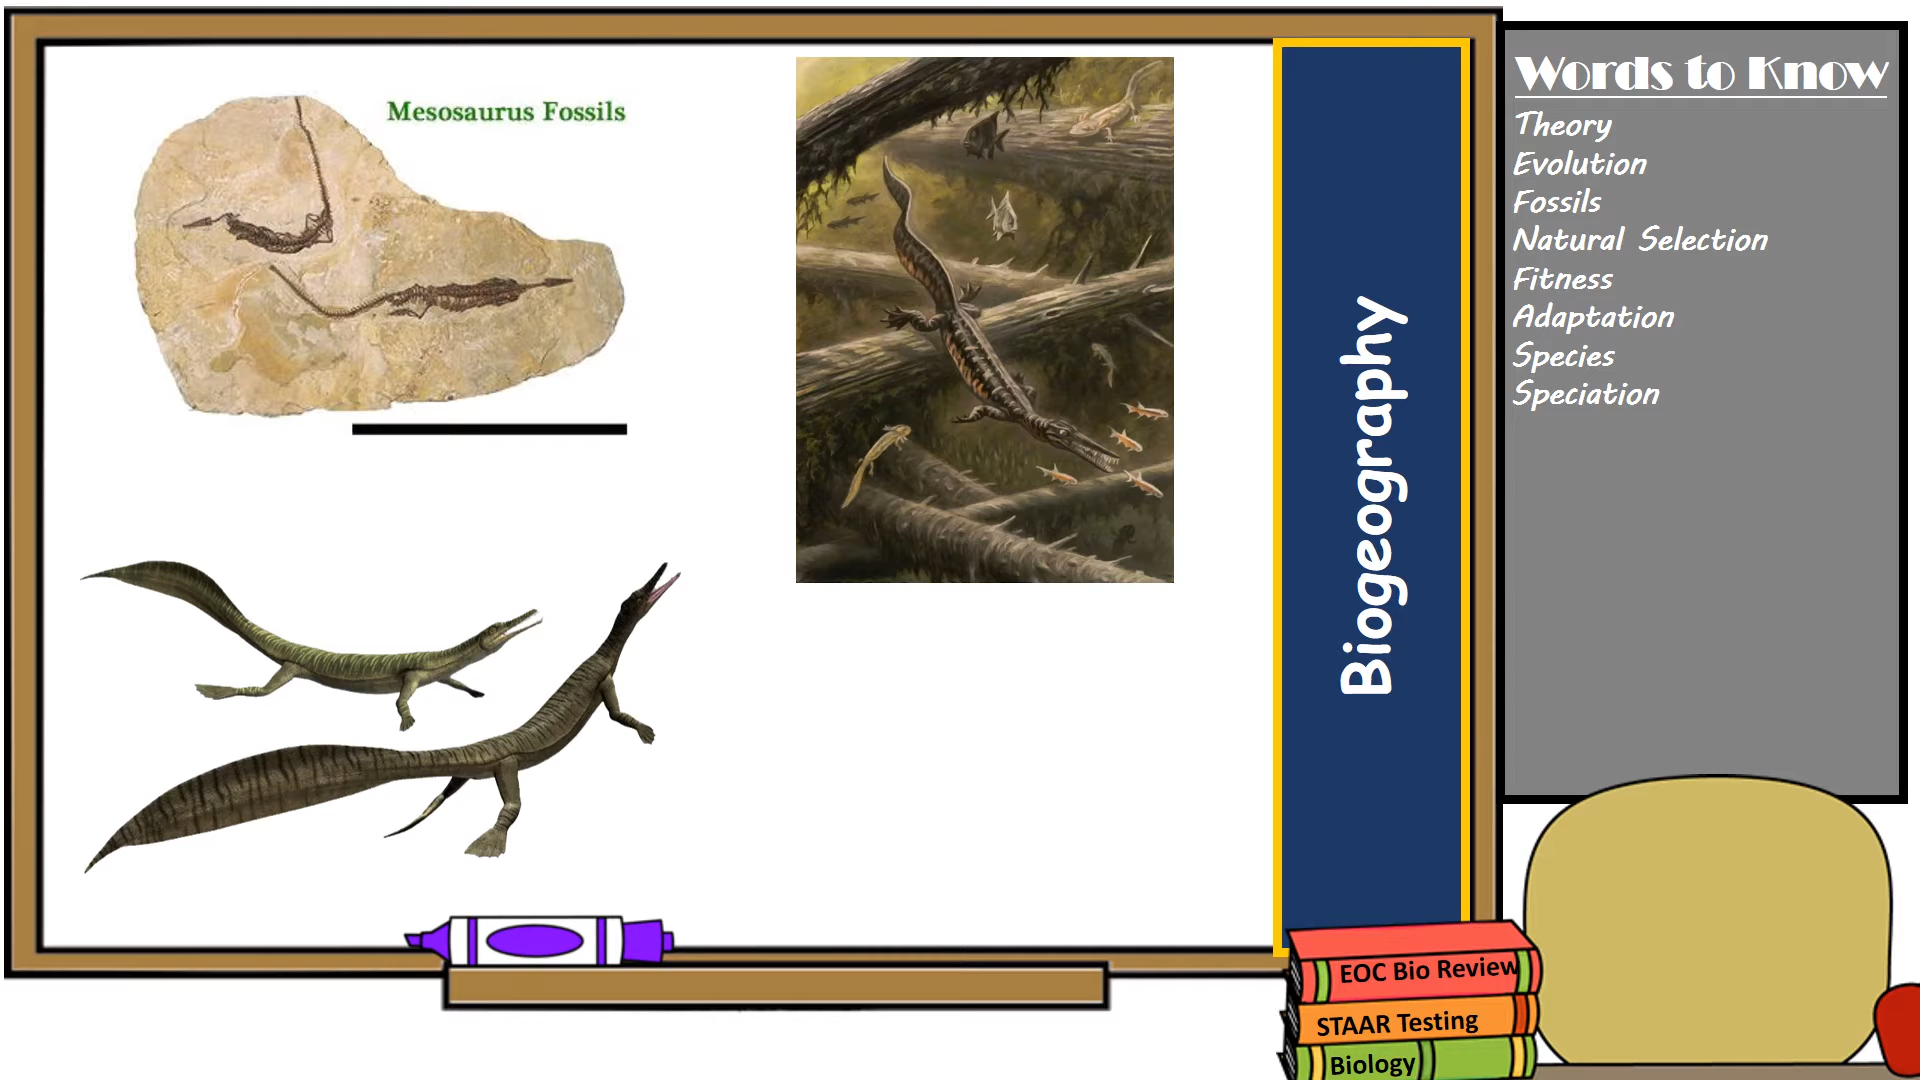 Mesosaurus Fossils
Biogeography
Words to Know
Theory
Evolution
Fossils
Natural Selection
Fitness
Adaptation
Species
Speciation
EOC Bio Review
STAAR Testing
Biology